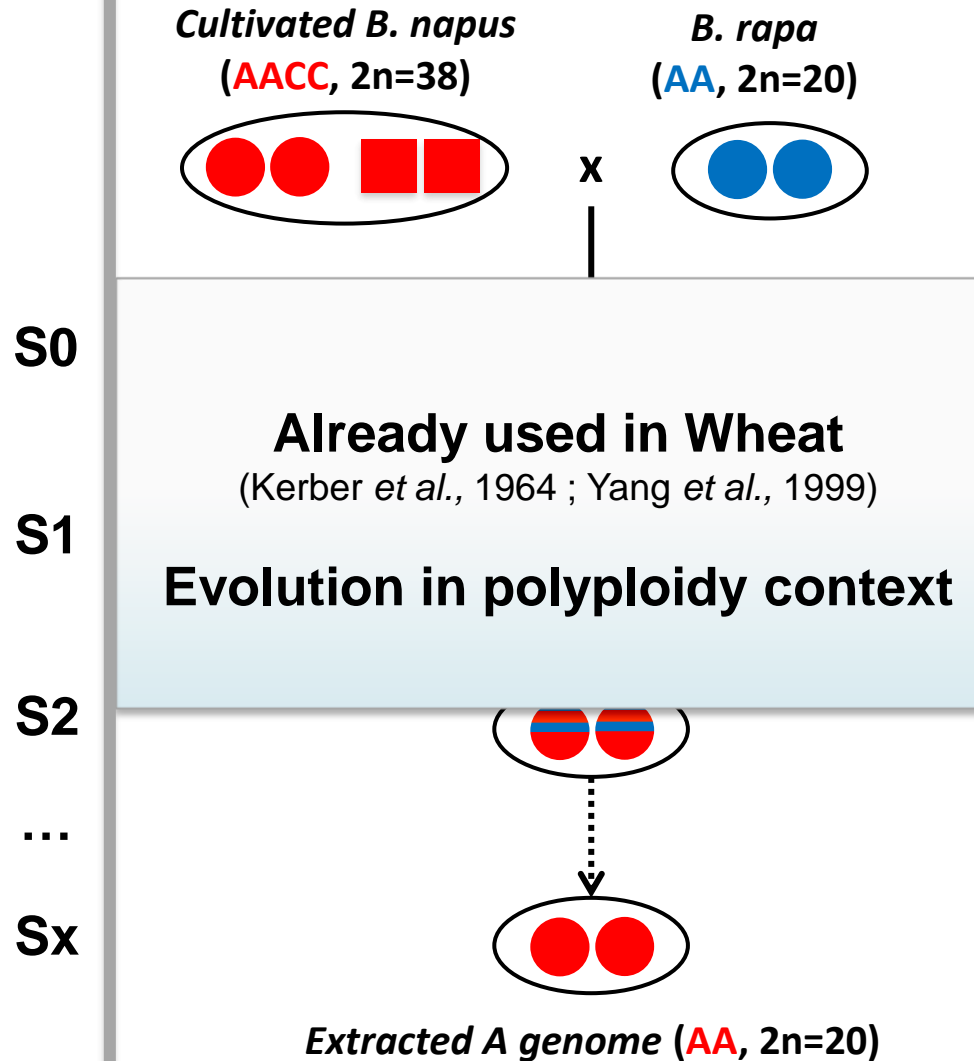 Cultivated B. napus
(AACC, 2n=38)
B. rapa
(AA, 2n=20)
x
S0
Already used in Wheat
(Kerber et al., 1964 ; Yang et al., 1999)
S1
Evolution in polyploidy context
S2
...
Sx
Extracted A genome (AA, 2n=20)